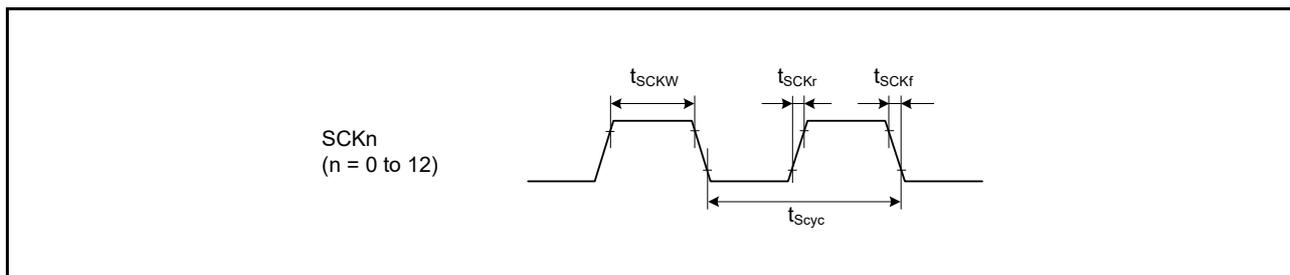 tSCKW
tSCKr
tSCKf
SCKn
(n = 0 to 12)
tScyc